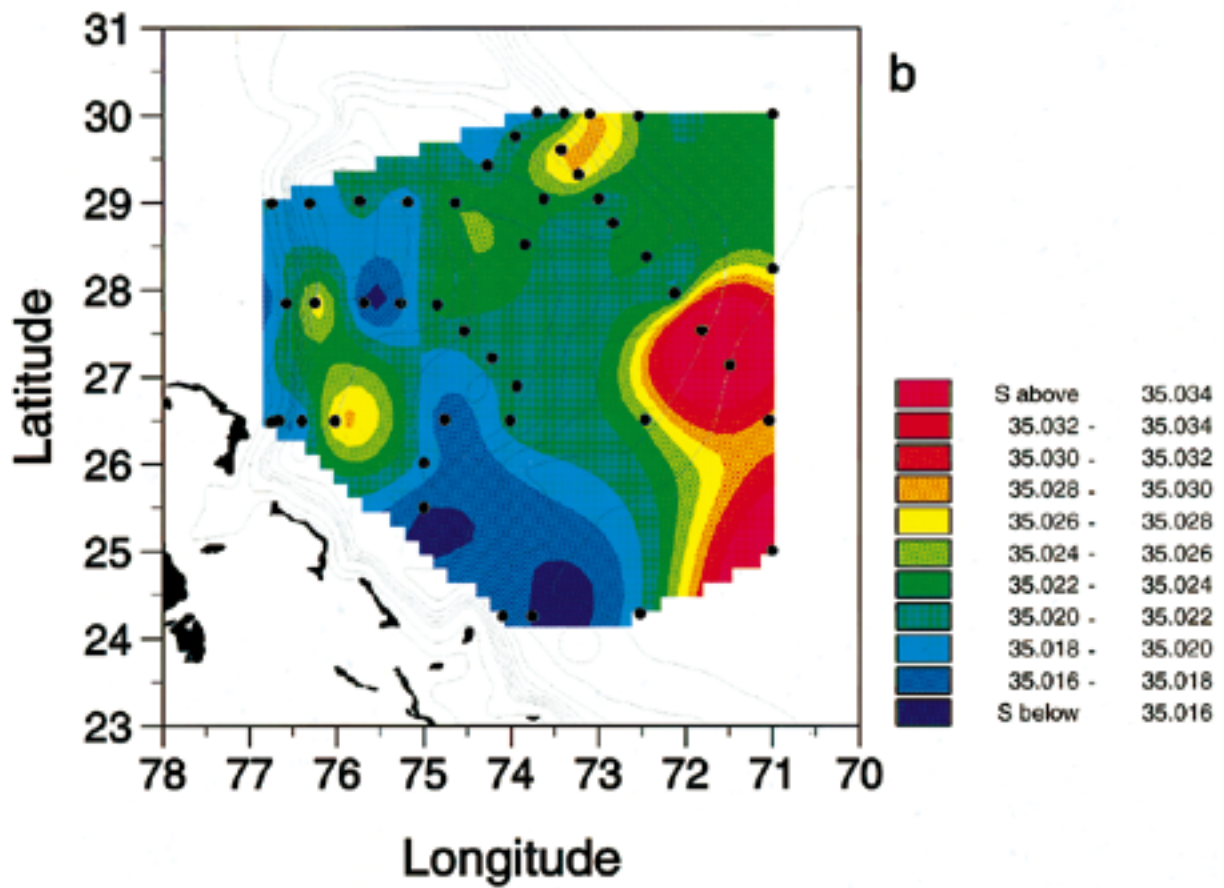 b
Latitude
31
30
29
28
27
26
25
24
23
78 77 76 75 74 73 72 71 70
Longitude
S above 35.034
35.032 - 35.034
35.030 - 35.032
35.028 - 35.030
35.026 - 35.028
35.024 - 35.026
35.022 - 35.024
35.020 - 35.022
35.018 - 35.020
35.016 - 35.018
S below 35.016